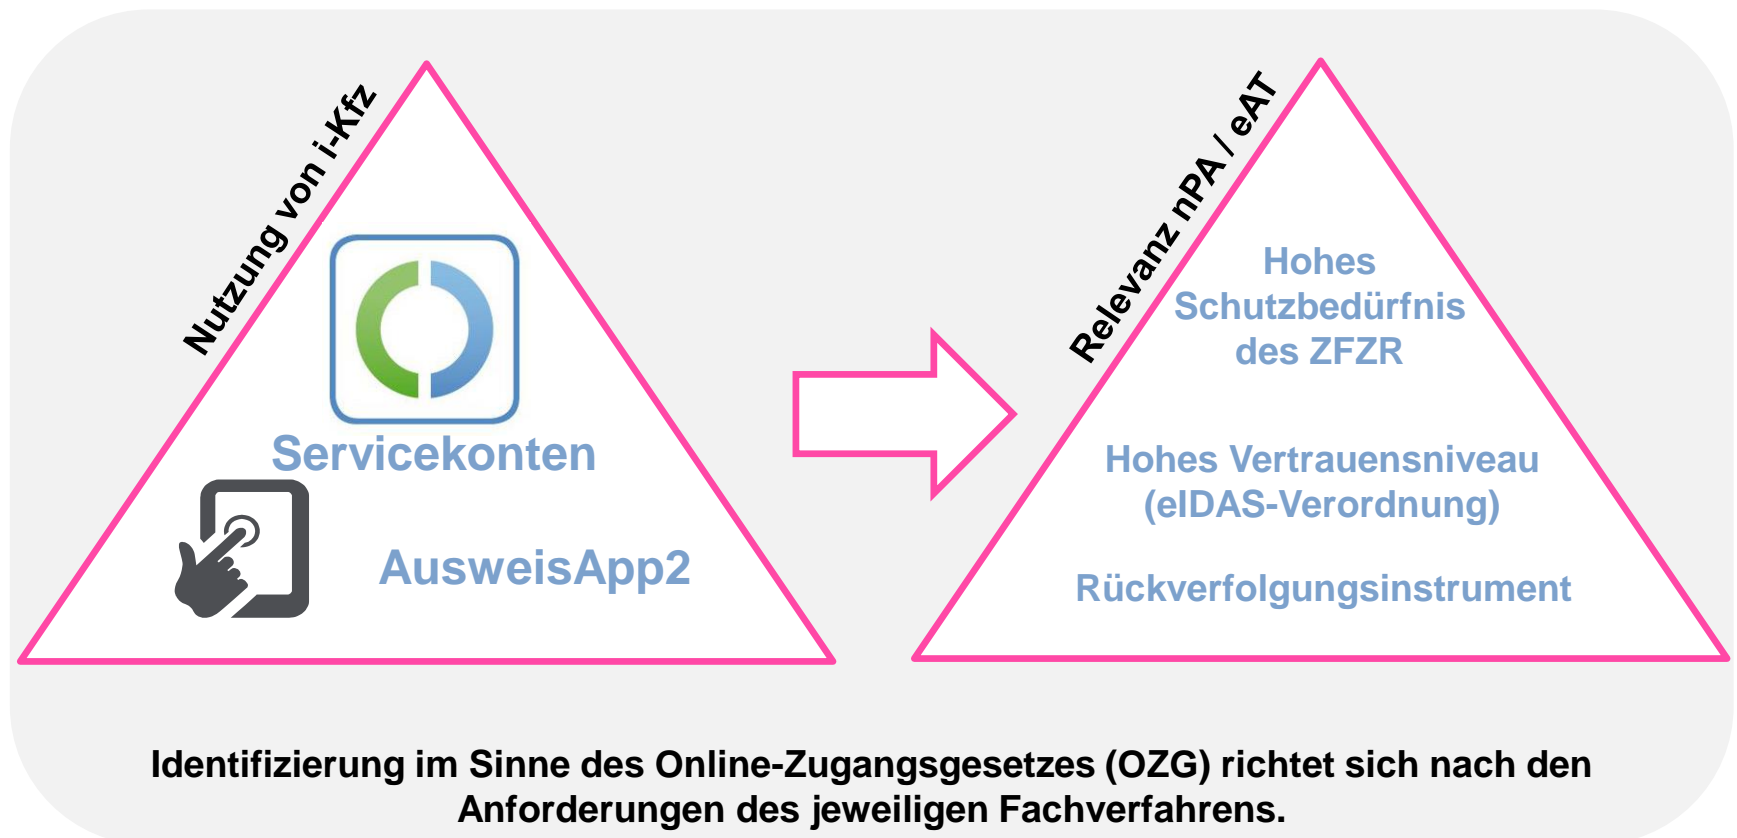 Nutzung von i-Kfz
Servicekonten
AusweisApp2
Relevanz nPA / eAT
Hohes
Schutzbedürfnis
des ZFZR
Hohes Vertrauensniveau
(eIDAS-Verordnung)
Rückverfolgungsinstrument
Identifizierung im Sinne des Online-Zugangsgesetzes (OZG) richtet sich nach den
Anforderungen des jeweiligen Fachverfahrens.